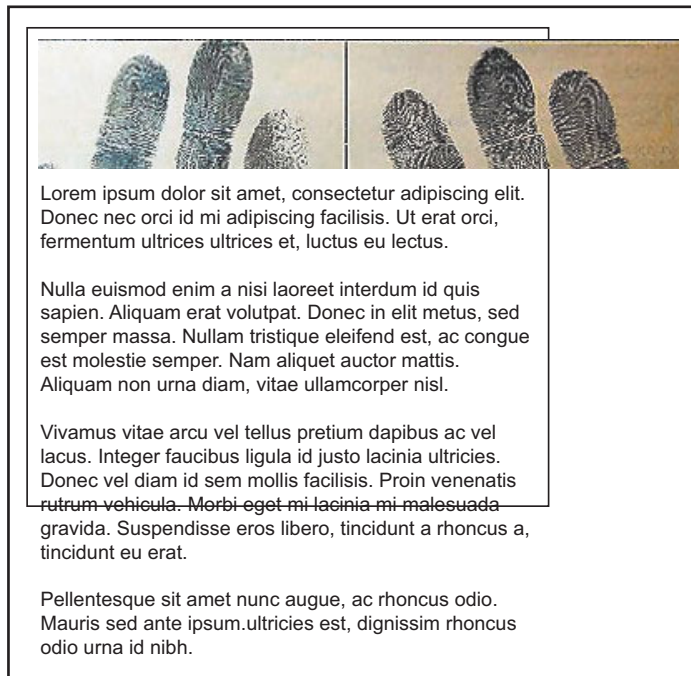 Lorem ipsum dolor sit amet, consectetur adipiscing elit.
Donec nec orci id mi adipiscing facilisis. Ut erat orci,
fermentum ultrices ultrices et, luctus eu lectus.
Nulla euismod enim a nisi laoreet interdum id quis
sapien. Aliquam erat volutpat. Donec in elit metus, sed
semper massa. Nullam tristique eleifend est, ac congue
est molestie semper. Nam aliquet auctor mattis.
Aliquam non urna diam, vitae ullamcorper nisl.
Vivamus vitae arcu vel tellus pretium dapibus ac vel
lacus. Integer faucibus ligula id justo lacinia ultricies.
Donec vel diam id sem mollis facilisis. Proin venenatis
rutrum vehicula. Morbi eget mi lacinia mi malesuada
gravida. Suspendisse eros libero, tincidunt a rhoncus a,
tincidunt eu erat.
Pellentesque sit amet nunc augue, ac rhoncus odio.
Mauris sed ante ipsum.ultricies est, dignissim rhoncus
odio urna id nibh.